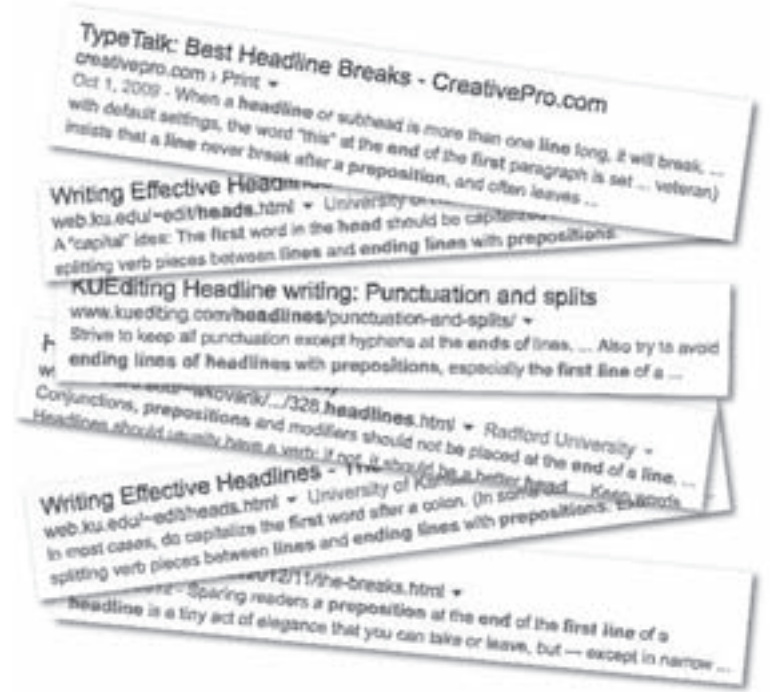 TypeTalk: Best Headline Breaks - CreativePro.com
creativepro.com › Print
Oct 1, 2009 - When a headline or subhead is more than one line long, it will break, ...
with default settings, the word "this" at the end of the first paragraph is set ... veteran)
insists that a line never break after a preposition, and often leaves ...
Writing Effective
web.ku.edu/~edit/heads.html University
A "capital" idea: The first word in the head should be capitalized
splitting verb pieces between lines and ending lines with prepositions.
KUEditing Headline writing: Punctuation and splits
www.kuediting.com/headlines/punctuation-and-splits/
Strive to keep all punctuation except hyphens at the ends of lines. ... Also try to avoid
ending lines of headlines with prepositions, especially the first line of a ...
/.../328.headlines.html Radford University
Conjunctions, prepositions and modifiers should not be placed at the end of a line, ...
Headlines should usually have a verb; if not, it should be a better head ... Keep words
Writing Effective Headlines -
web.ku.edu/~edit/heads.html University of
In most cases, do capitalize the first word after a colon. (In some
splitting verb pieces between lines and ending lines with prepositions.
12/11/the-breaks.html
- Sparing readers a preposition at the end of the first line of a
headline is a tiny act of elegance that you can take or leave, but — except in narrow ...